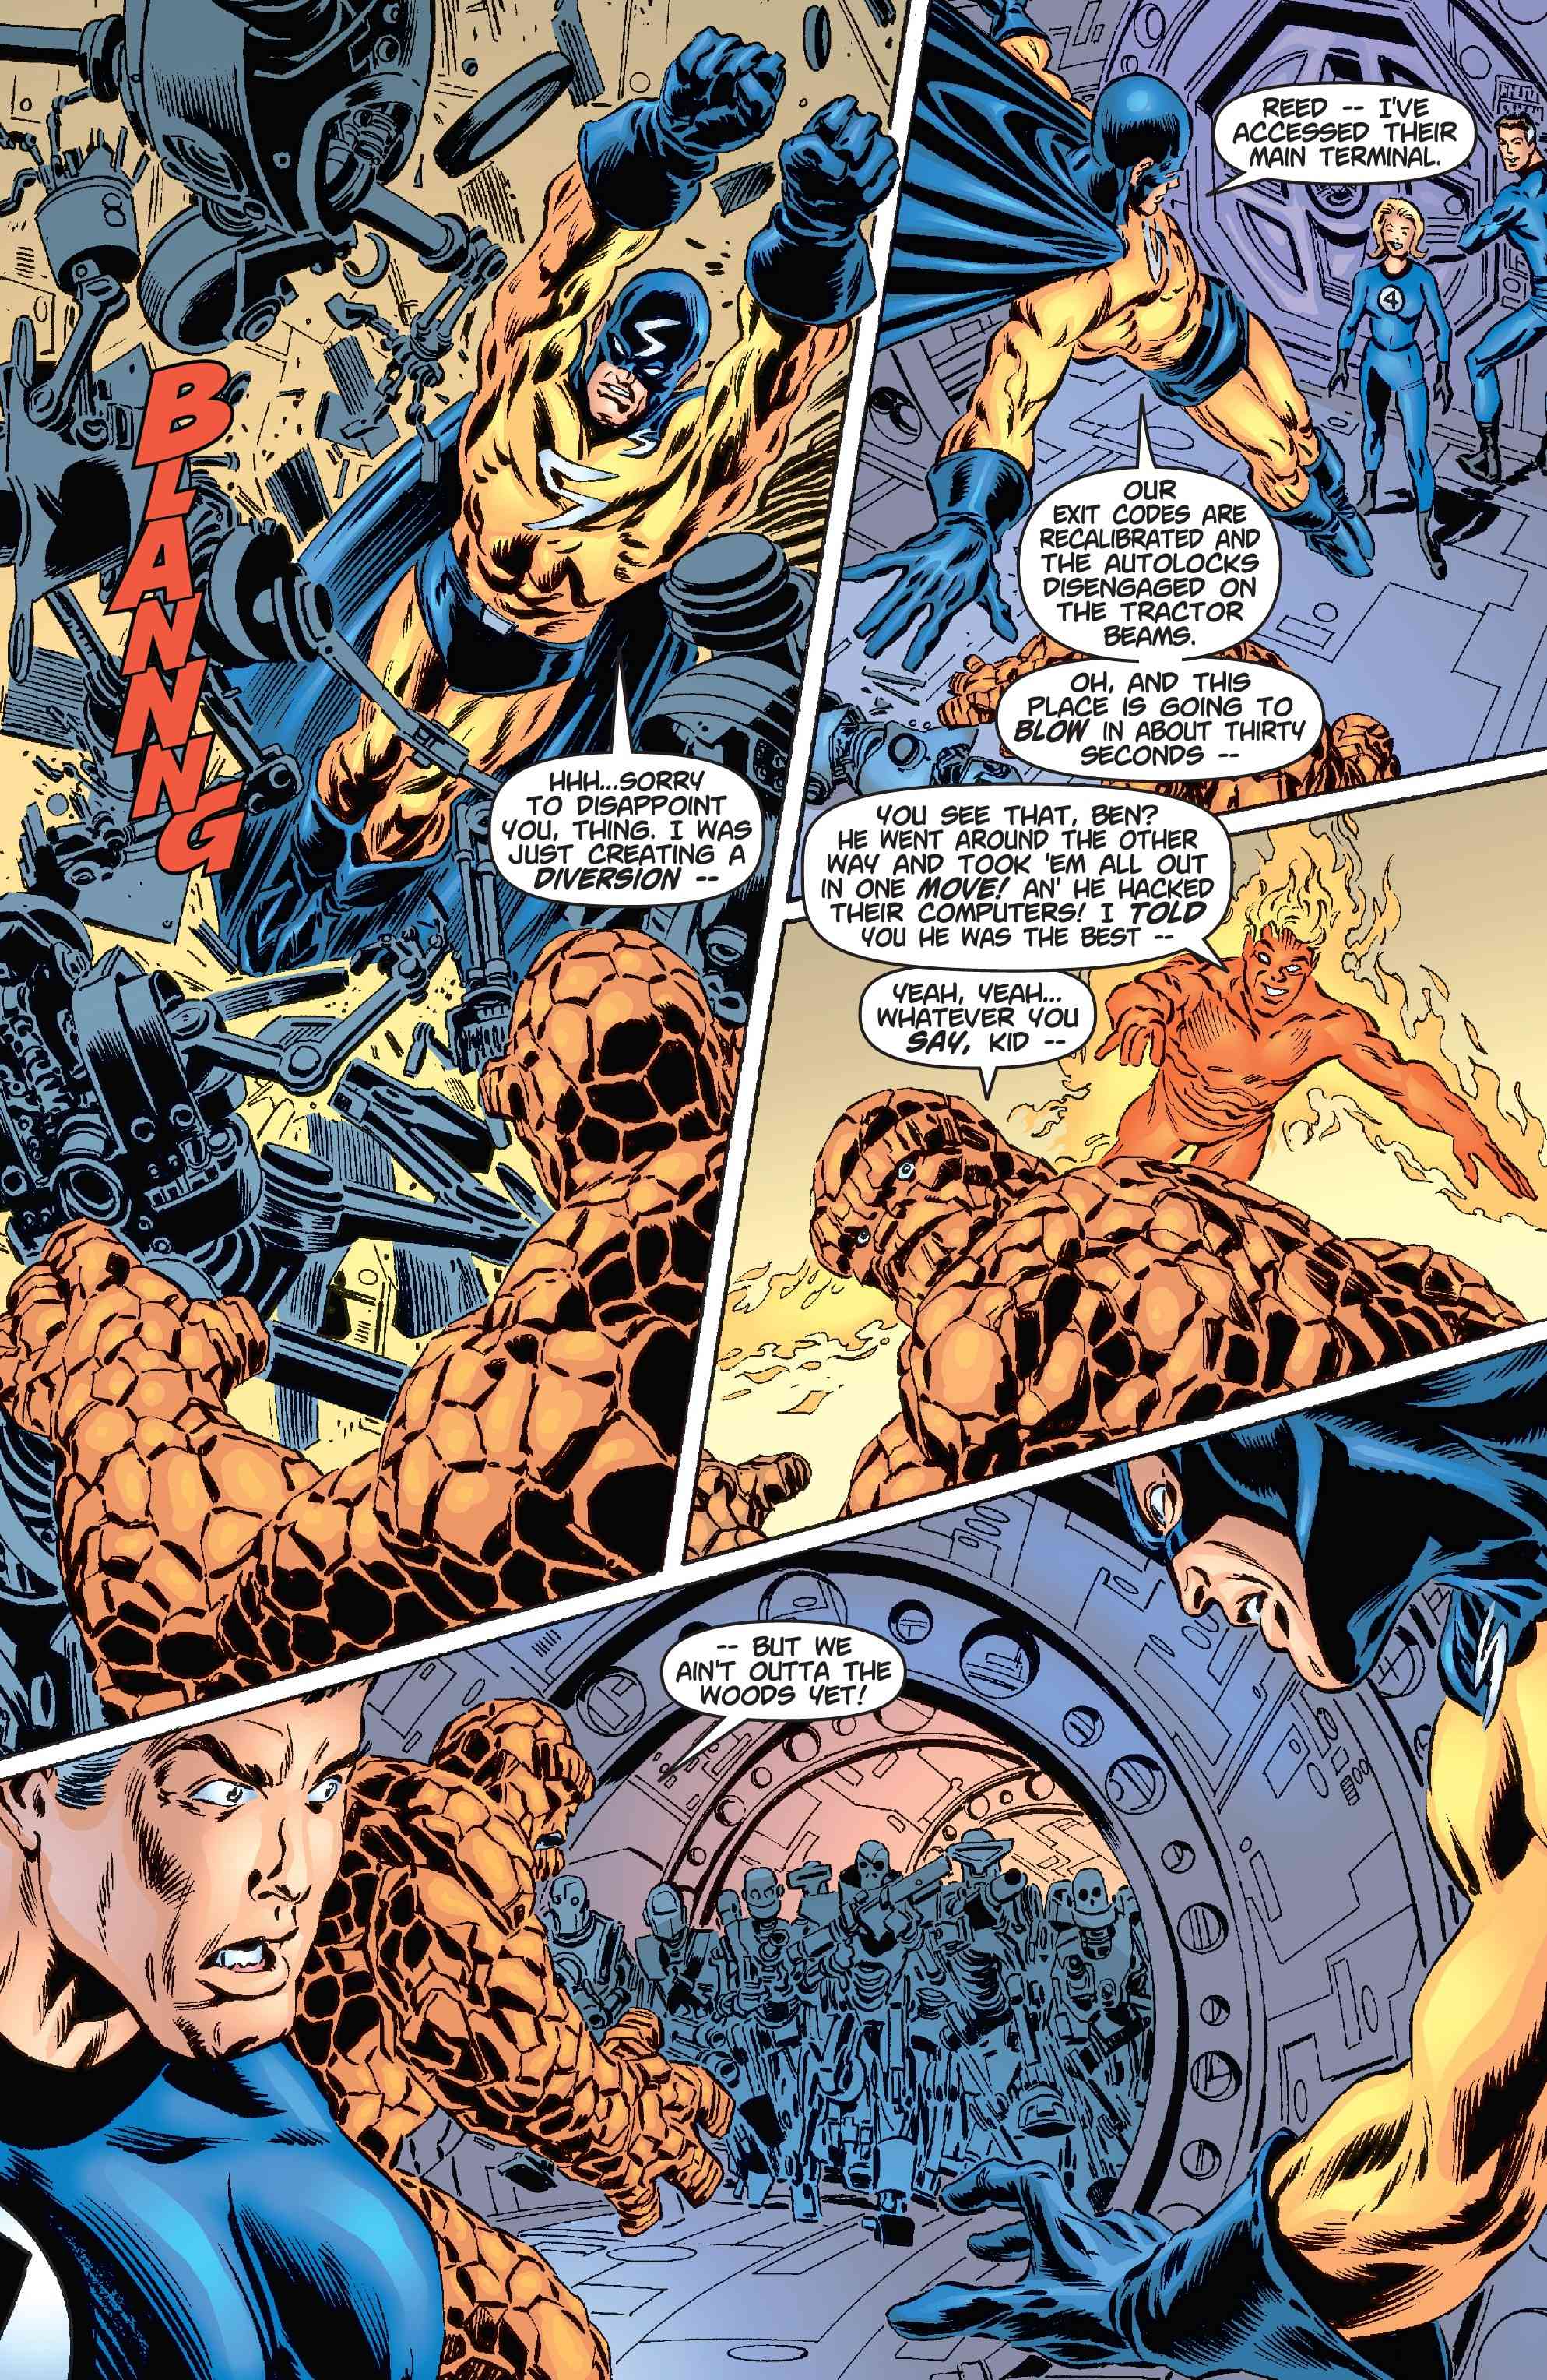 BLANNNG
HHH...SORRY
TO DISAPPOINT
YOU, THING. I WAS
JUST CREATING A
DIVERSION --
REED -- I'VE
ACCESSED THEIR
MAIN TERMINAL.
4
OUR
EXIT CODES ARE
RECALIBRATED AND
THE AUTOLOCKS
DISENGAGED ON
THE TRACTOR
BEAMS.
OH, AND THIS
PLACE IS GOING TO
BLOW IN ABOUT THIRTY
SECONDS --
YOU SEE THAT, BEN?
HE WENT AROUND THE OTHER
WAY AND TOOK 'EM ALL OUT
IN ONE MOVE! AN' HE HACKED
THEIR COMPUTERS! I TOLD
YOU HE WAS THE BEST --
YEAH, YEAH...
WHATEVER YOU
SAY, KID --
-- BUT WE
AIN'T OUTTA THE
WOODS YET!